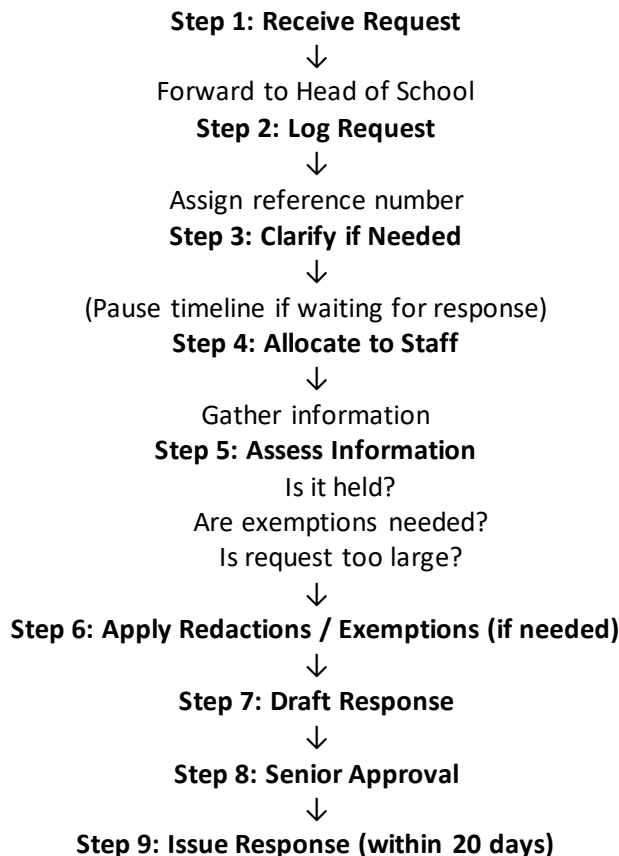 Step 1: Receive Request
↓
Forward to Head of School
Step 2: Log Request
↓
Assign reference number
Step 3: Clarify if Needed
↓
(Pause timeline if waiting for response)
Step 4: Allocate to Staff
↓
Gather information
Step 5: Assess Information
Is it held?
Are exemptions needed?
Is request too large?
↓
Step 6: Apply Redactions / Exemptions (if needed)
↓
Step 7: Draft Response
↓
Step 8: Senior Approval
↓
Step 9: Issue Response (within 20 days)